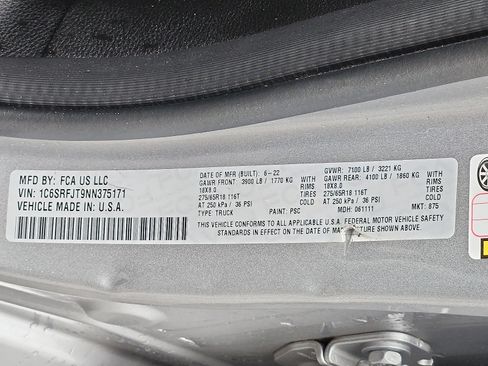 MFD BY: FCA US LLC
VIN: 1C6SRFJT9NN375171
VEHICLE MADE IN: U.S.A.
DATE OF MFR (BUILT): 6-22
GAWR FRONT: 3900 LB / 1770 KG
WITH RIMS
18X8.0
275/65R18 116T
AT 250 kPa / 36 PSI
TYPE: TRUCK
PAINT: PSC
GVWR: 7100 LB / 3221 KG
GAWR REAR: 4100 LB / 1860 KG
WITH RIMS
18X8.0
275/65R18 116T
AT 250 kPa / 36 PSI
MDH: 061111
MKT: 875
THIS VEHICLE CONFORMS TO ALL APPLICABLE U.S.A. FEDERAL MOTOR VEHICLE SAFETY
STANDARDS IN EFFECT ON THE DATE OF MANUFACTURE SHOWN ABOVE.